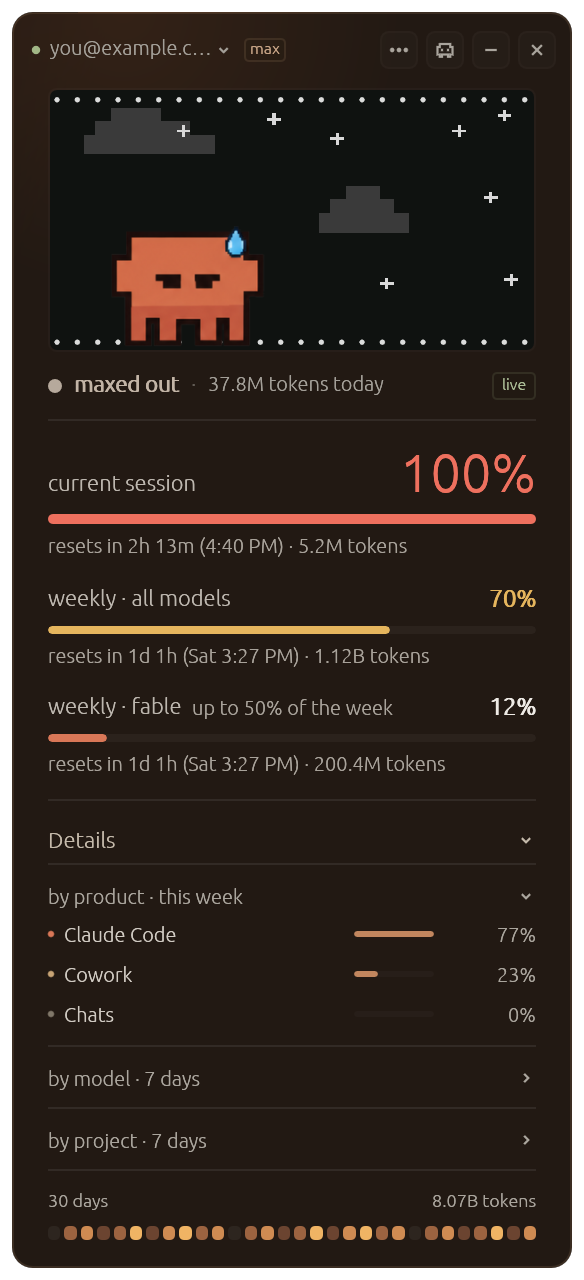 you@example.c... max
maxed out · 37.8M tokens today live
current session 100%
resets in 2h 13m (4:40 PM) · 5.2M tokens
weekly · all models 70%
resets in 1d 1h (Sat 3:27 PM) · 1.12B tokens
weekly · fable up to 50% of the week 12%
resets in 1d 1h (Sat 3:27 PM) · 200.4M tokens
Details
by product · this week
Claude Code 77%
Cowork 23%
Chats 0%
by model · 7 days
by project · 7 days
30 days 8.07B tokens